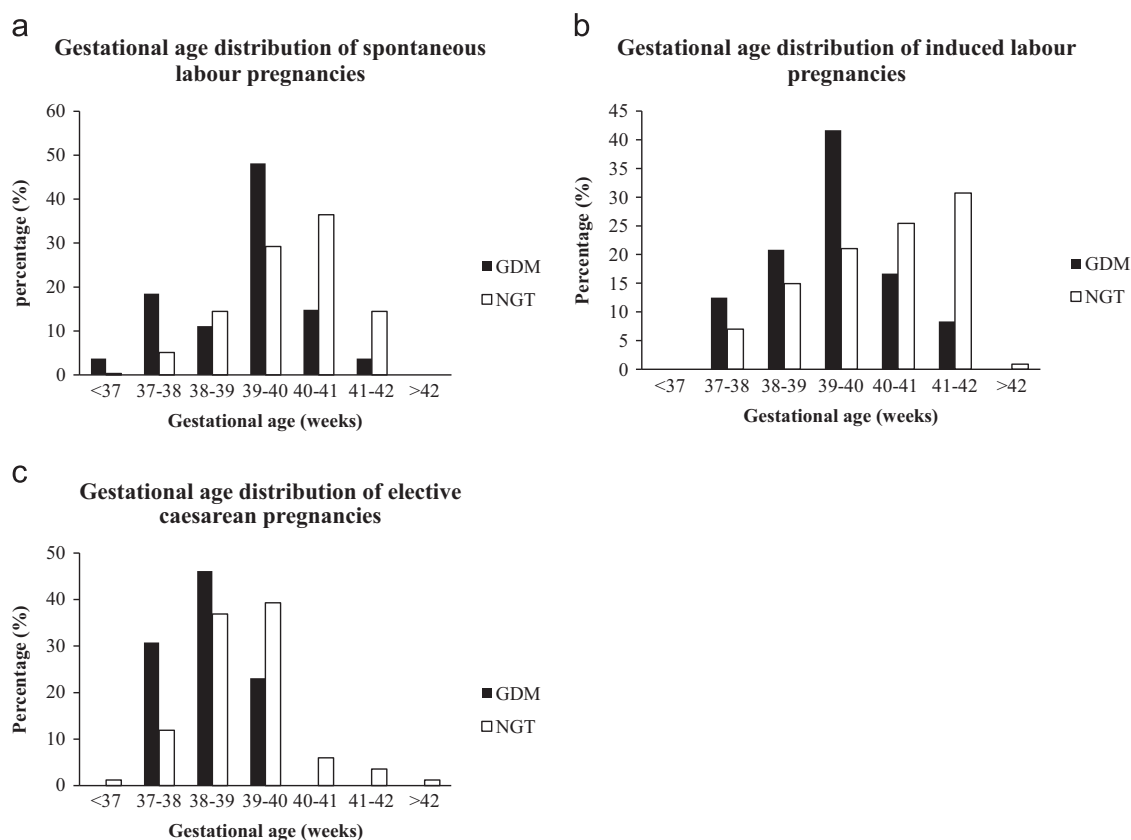 a
Gestational age distribution of spontaneous
labour pregnancies
60
50
40
30
20
10
0
percentage (%)
<37 37-38 38-39 39-40 40-41 41-42 >42
Gestational age (weeks)
GDM
NGT
b
Gestational age distribution of induced labour
pregnancies
45
40
35
30
25
20
15
10
5
0
Percentage (%)
<37 37-38 38-39 39-40 40-41 41-42 >42
Gestational age (weeks)
GDM
NGT
c
Gestational age distribution of elective
caesarean pregnancies
50
40
30
20
10
0
Percentage (%)
<37 37-38 38-39 39-40 40-41 41-42 >42
Gestational age (weeks)
GDM
NGT